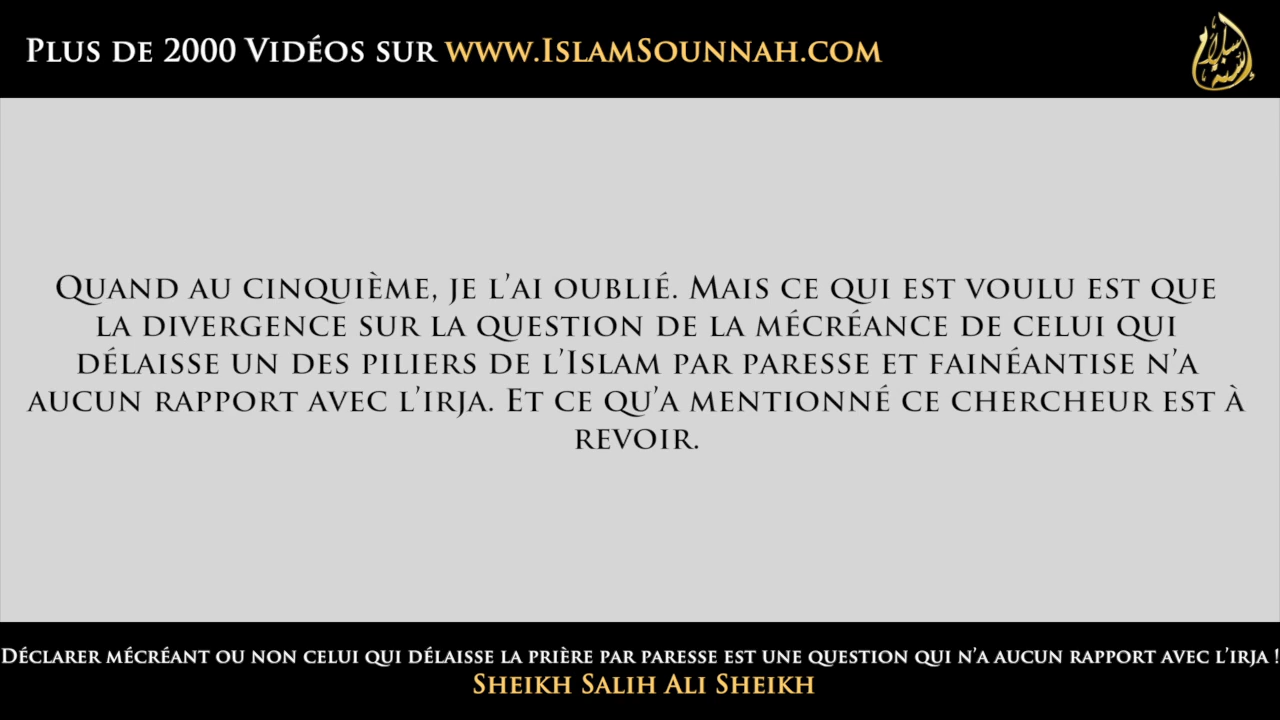 Plus de 2000 Vidéos sur www.IslamSounnah.com
إسلام
السنة
Quand au cinquième, je l'ai oublié. Mais ce qui est voulu est que
la divergence sur la question de la mécréance de celui qui
délaisse un des piliers de l'Islam par paresse et fainéantise n'a
aucun rapport avec l'irja. Et ce qu'a mentionné ce chercheur est à
revoir.
Déclarer mécréant ou non celui qui délaisse la prière par paresse est une question qui n'a aucun rapport avec l'irja !
Sheikh Salih Ali Sheikh